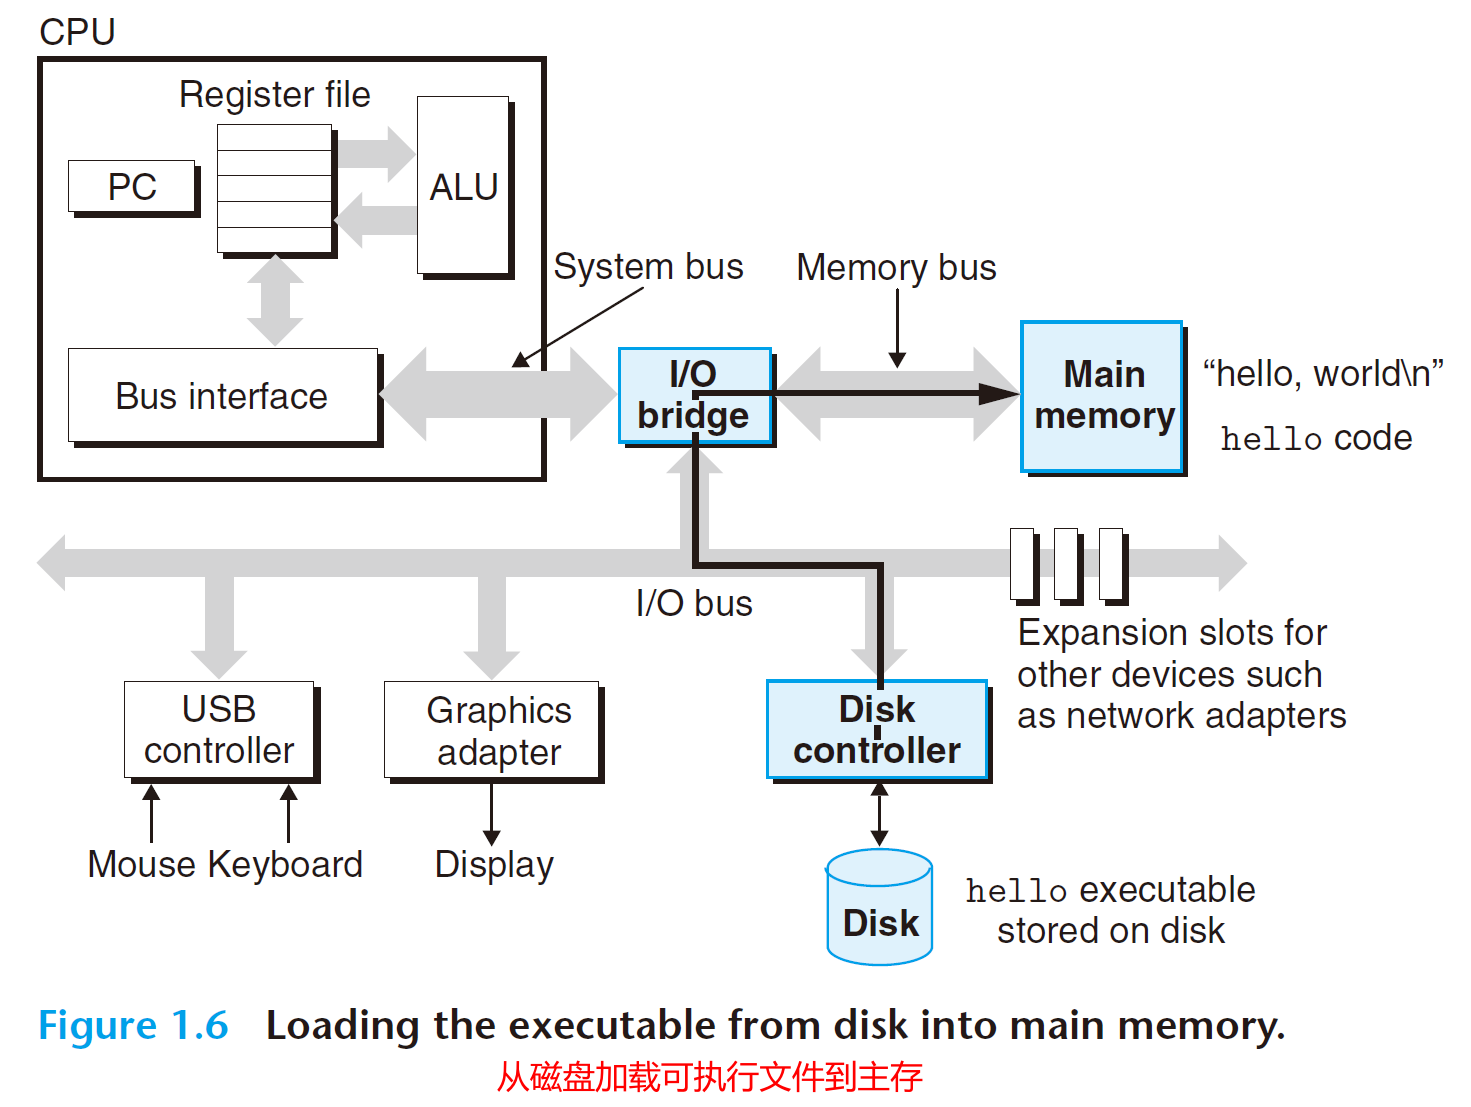 CPU
Register file
PC
ALU
System bus
Memory bus
Bus interface
I/O
bridge
Main
memory
“hello, world\n”
hello code
I/O bus
Expansion slots for
other devices such
as network adapters
USB
controller
Graphics
adapter
Disk
controller
Mouse Keyboard
Display
Disk
hello executable
stored on disk
Figure 1.6 Loading the executable from disk into main memory.
从磁盘加载可执行文件到主存